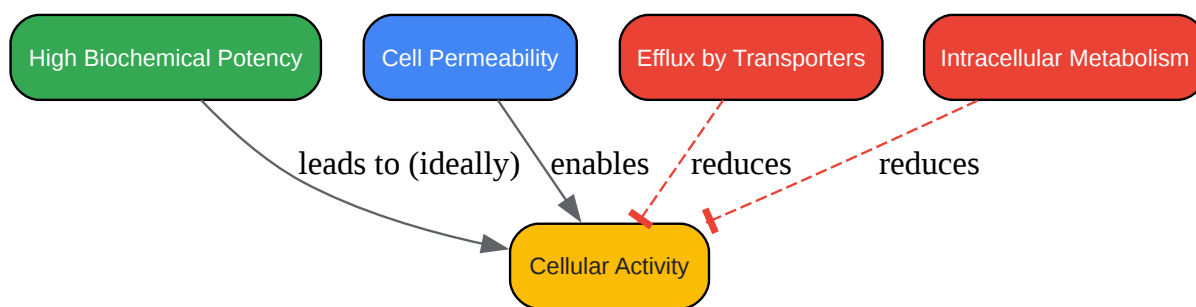 High Biochemical Potency
Cell Permeability
Efflux by Transporters
Intracellular Metabolism
leads to (ideally)
enables
reduces
reduces
Cellular Activity